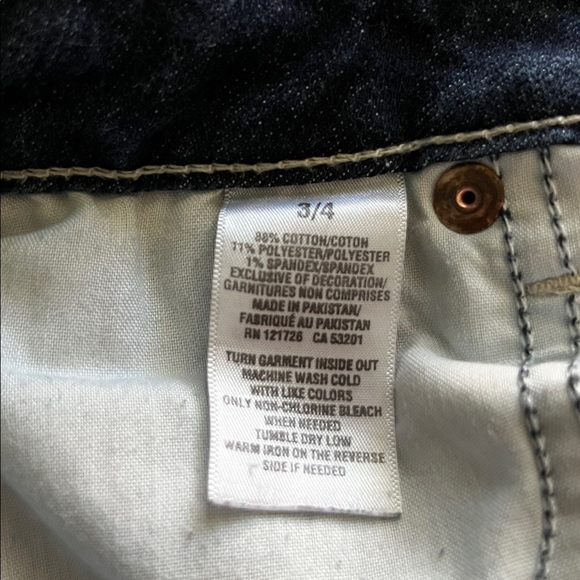 3/4
88% COTTON/COTON
11% POLYESTER/POLYESTER
1% SPANDEX/SPANDEX
EXCLUSIVE OF DECORATION/
GARNITURES NON COMPRISES
MADE IN PAKISTAN/
FABRIQUÉ AU PAKISTAN
RN 121726 CA 53201
TURN GARMENT INSIDE OUT
MACHINE WASH COLD
WITH LIKE COLORS
ONLY NON-CHLORINE BLEACH
WHEN NEEDED
TUMBLE DRY LOW
WARM IRON ON THE REVERSE
SIDE IF NEEDED